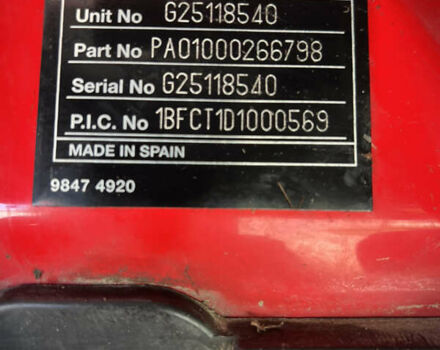 Unit No G25118540
Part No PA01000266798
Serial No G25118540
P.I.C. No 1BFCT1D1000569
MADE IN SPAIN
9847 4920